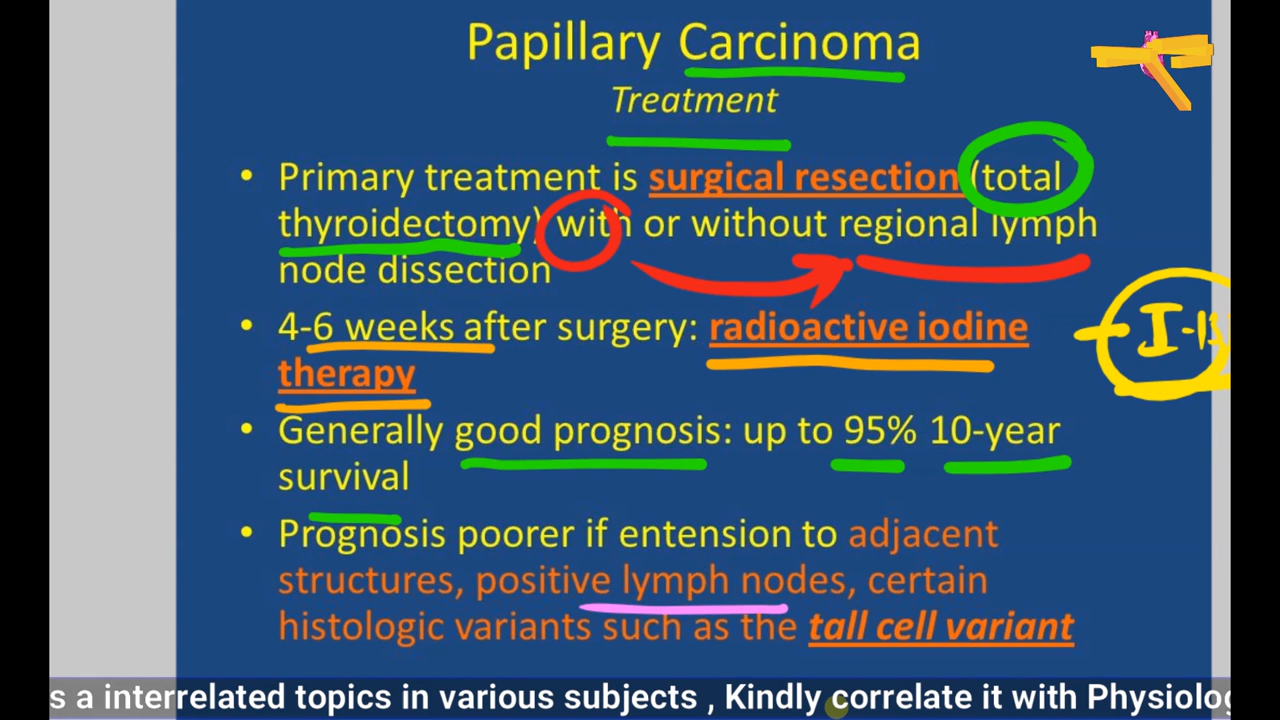 Papillary Carcinoma
Treatment
• Primary treatment is surgical resection (total
thyroidectomy) with or without regional lymph
node dissection
• 4-6 weeks after surgery: radioactive iodine
therapy
• Generally good prognosis: up to 95% 10-year
survival
• Prognosis poorer if entension to adjacent
structures, positive lymph nodes, certain
histologic variants such as the tall cell variant
s a interrelated topics in various subjects , Kindly correlate it with